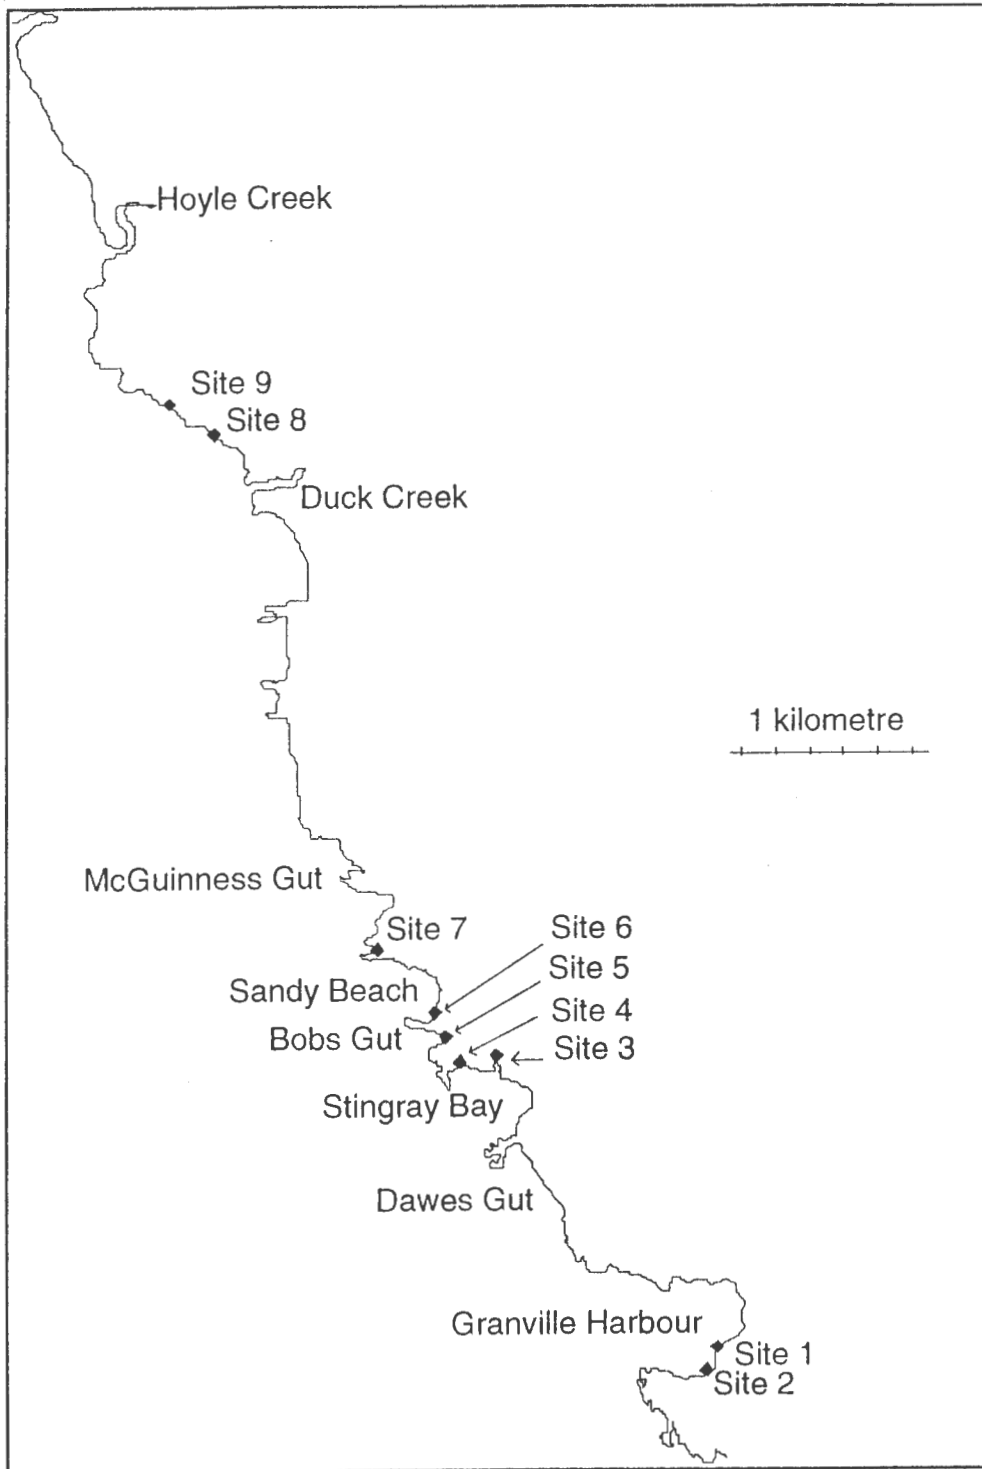 Hoyle Creek
Site 9
Site 8
Duck Creek
1 kilometre
McGuinness Gut
Site 7
Site 6
Site 5
Sandy Beach
Site 4
Bobs Gut
Site 3
Stingray Bay
Dawes Gut
Granville Harbour
Site 1
Site 2